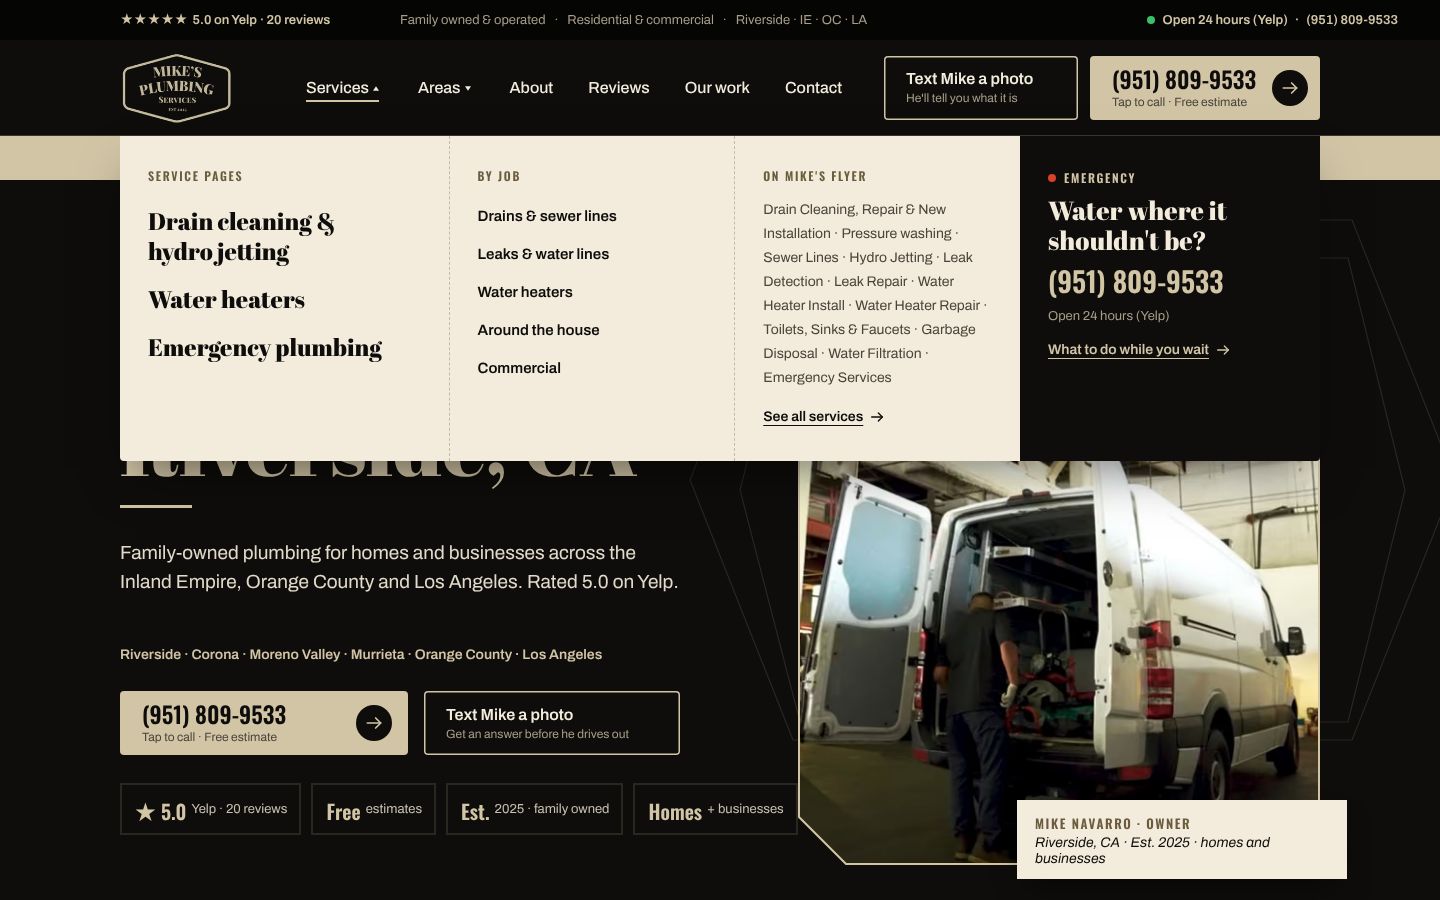 ★★★★★ 5.0 on Yelp · 20 reviews
Family owned & operated · Residential & commercial · Riverside · IE · OC · LA
Open 24 hours (Yelp) · (951) 809-9533
MIKE'S
PLUMBING
SERVICES
Services
Areas
About
Reviews
Our work
Contact
Text Mike a photo
He'll tell you what it is
(951) 809-9533
Tap to call · Free estimate
SERVICE PAGES
Drain cleaning &
hydro jetting
Water heaters
Emergency plumbing
BY JOB
Drains & sewer lines
Leaks & water lines
Water heaters
Around the house
Commercial
ON MIKE'S FLYER
Drain Cleaning, Repair & New
Installation · Pressure washing ·
Sewer Lines · Hydro Jetting · Leak
Detection · Leak Repair · Water
Heater Install · Water Heater Repair ·
Toilets, Sinks & Faucets · Garbage
Disposal · Water Filtration ·
Emergency Services
See all services →
EMERGENCY
Water where it
shouldn't be?
(951) 809-9533
Open 24 hours (Yelp)
What to do while you wait →
Riverside, CA
Family-owned plumbing for homes and businesses across the
Inland Empire, Orange County and Los Angeles. Rated 5.0 on Yelp.
Riverside · Corona · Moreno Valley · Murrieta · Orange County · Los Angeles
(951) 809-9533
Tap to call · Free estimate
Text Mike a photo
Get an answer before he drives out
★ 5.0 Yelp · 20 reviews
Free estimates
Est. 2025 · family owned
Homes + businesses
MIKE NAVARRO · OWNER
Riverside, CA · Est. 2025 · homes and
businesses